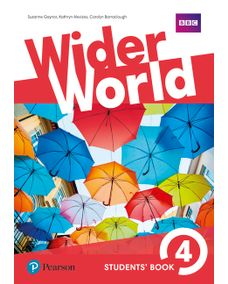 Suzanne Gaynor, Kathryn Alevizos, Carolyn Barraclough
BBC
Wider
World
Pearson
STUDENTS' BOOK 4